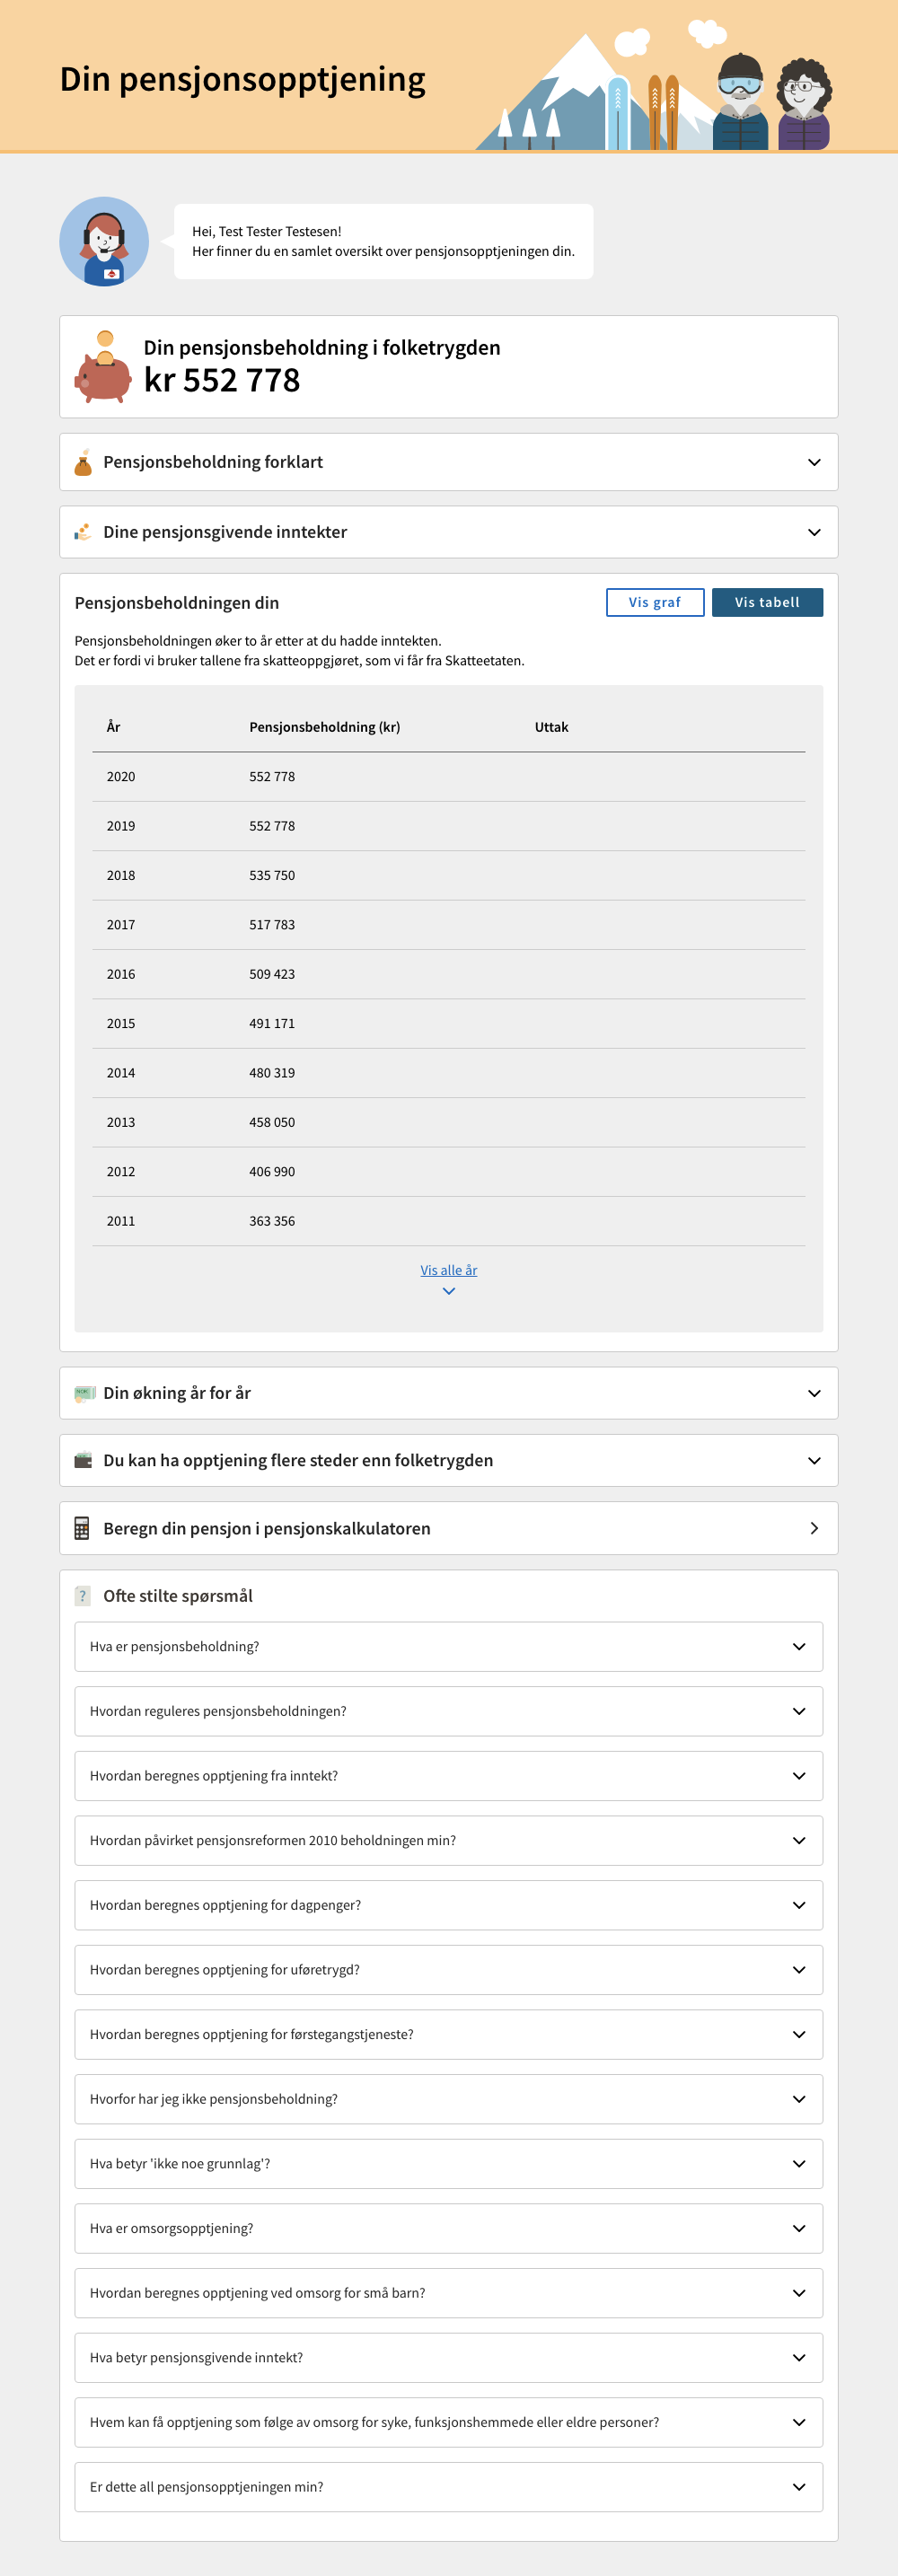 Din pensjonsopptjening
Hei, Test Tester Testesen!
Her finner du en samlet oversikt over pensjonsopptjeningen din.
Din pensjonsbeholdning i folketrygden
kr 552 778
Pensjonsbeholdning forklart
Dine pensjonsgivende inntekter
Pensjonsbeholdningen din
Vis graf
Vis tabell
Pensjonsbeholdningen øker to år etter at du hadde inntekten.
Det er fordi vi bruker tallene fra skatteoppgjøret, som vi får fra Skatteetaten.
År Pensjonsbeholdning (kr) Uttak
2020 552 778
2019 552 778
2018 535 750
2017 517 783
2016 509 423
2015 491 171
2014 480 319
2013 458 050
2012 406 990
2011 363 356
Vis alle år
Din økning år for år
Du kan ha opptjening flere steder enn folketrygden
Beregn din pensjon i pensjonskalkulatoren
? Ofte stilte spørsmål
Hva er pensjonsbeholdning?
Hvordan reguleres pensjonsbeholdningen?
Hvordan beregnes opptjening fra inntekt?
Hvordan påvirket pensjonsreformen 2010 beholdningen min?
Hvordan beregnes opptjening for dagpenger?
Hvordan beregnes opptjening for uføretrygd?
Hvordan beregnes opptjening for førstegangstjeneste?
Hvorfor har jeg ikke pensjonsbeholdning?
Hva betyr 'ikke noe grunnlag'?
Hva er omsorgsopptjening?
Hvordan beregnes opptjening ved omsorg for små barn?
Hva betyr pensjonsgivende inntekt?
Hvem kan få opptjening som følge av omsorg for syke, funksjonshemmede eller eldre personer?
Er dette all pensjonsopptjeningen min?